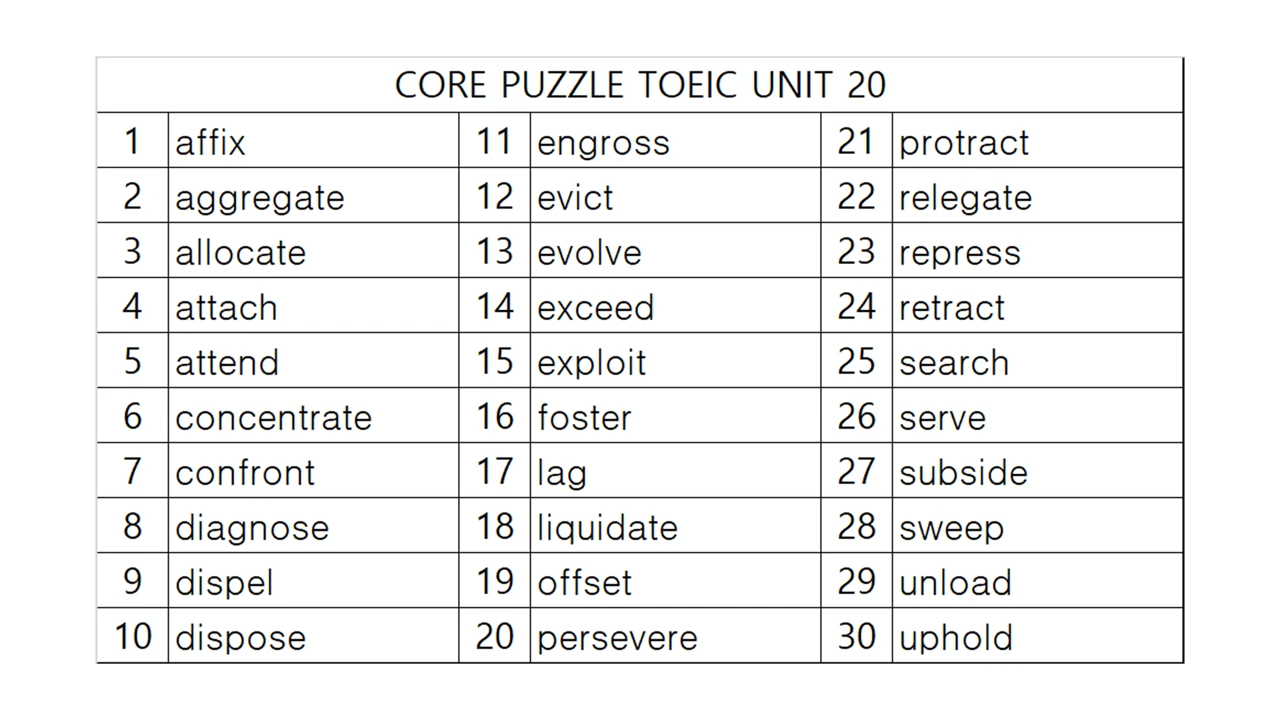 CORE PUZZLE TOEIC UNIT 20
1 affix 11 engross 21 protract
2 aggregate 12 evict 22 relegate
3 allocate 13 evolve 23 repress
4 attach 14 exceed 24 retract
5 attend 15 exploit 25 search
6 concentrate 16 foster 26 serve
7 confront 17 lag 27 subside
8 diagnose 18 liquidate 28 sweep
9 dispel 19 offset 29 unload
10 dispose 20 persevere 30 uphold